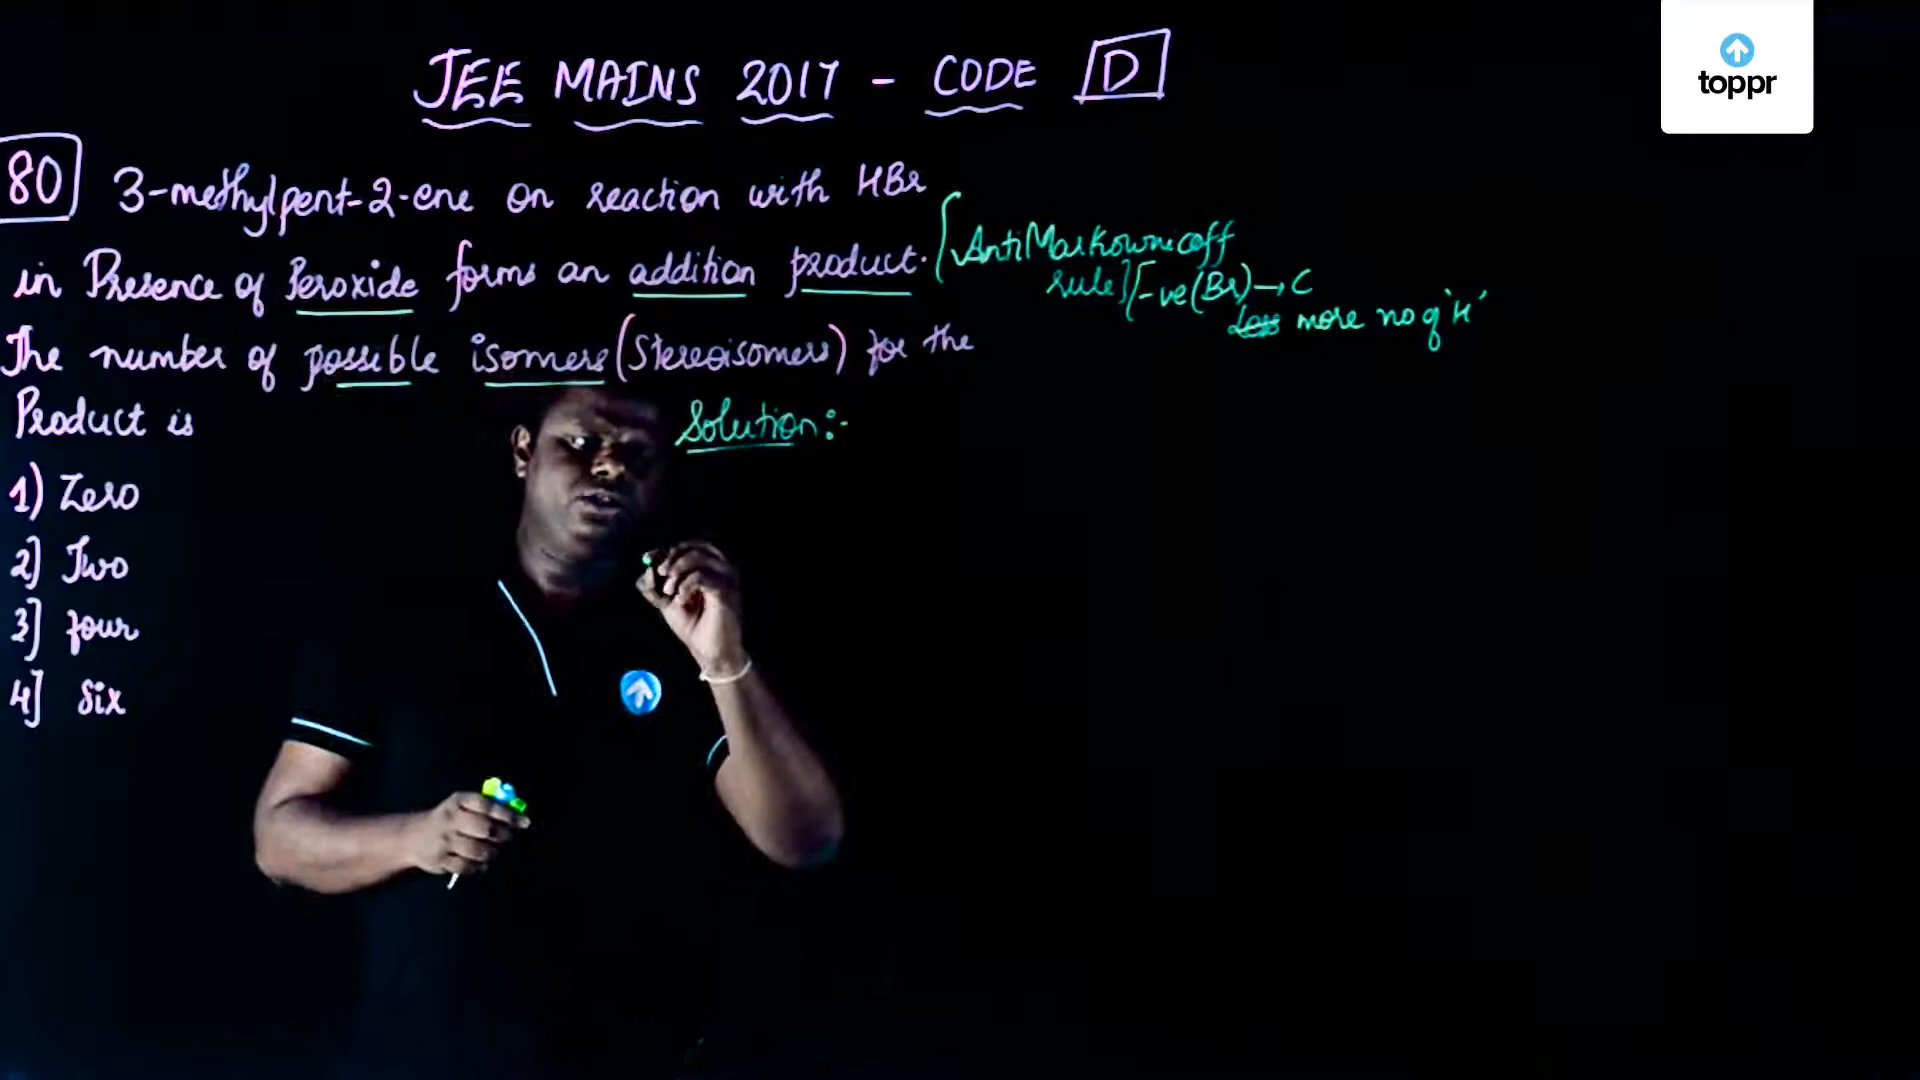 JEE MAINS 2017 - CODE D
toppr
80 3-methylpent-2-ene on reaction with HBr
in Presence of Peroxide forms an addition product.
[AntiMarkownicoff
rule] [-ve(Br)→C
Less more no of 'H'
The number of possible isomers (Stereoisomers) for the
Product is
Solution:-
1) Zero
2] Two
3] four
4] six